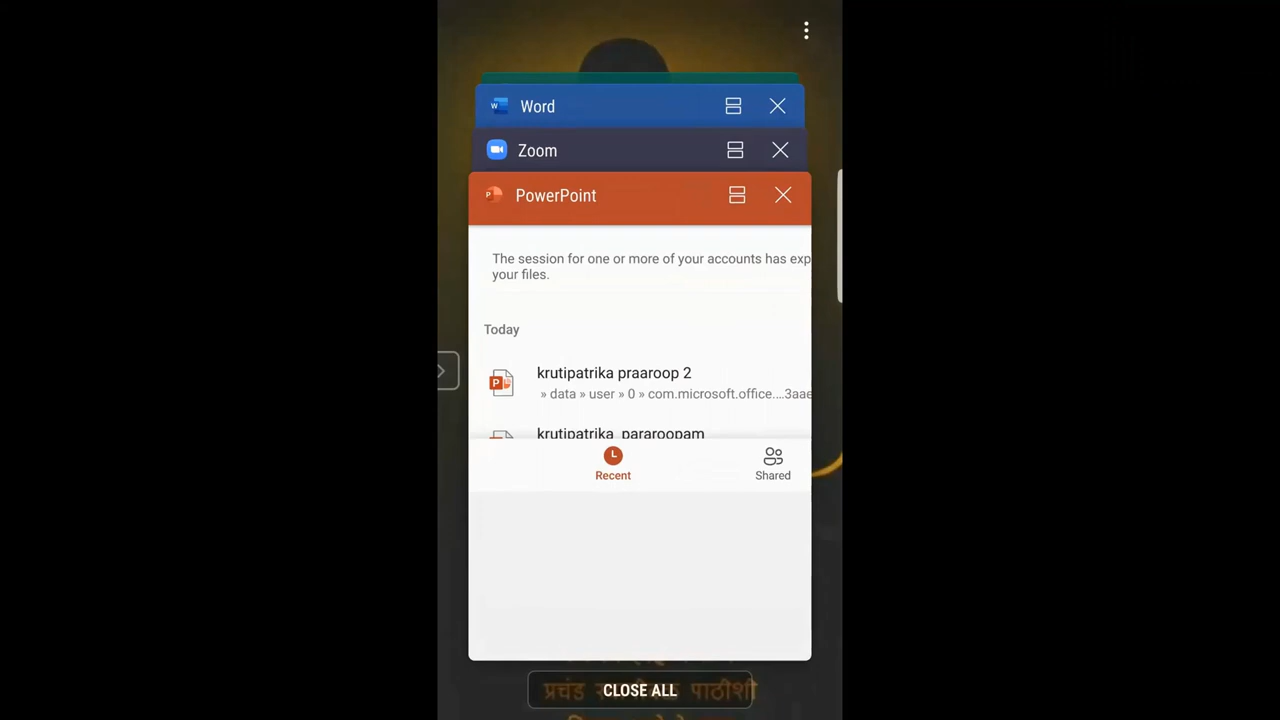 Word
Zoom
PowerPoint
The session for one or more of your accounts has exp
your files.
Today
krutipatrika praaroop 2
» data » user » 0 » com.microsoft.office....3aae
krutipatrika_pararoopam
Recent
Shared
CLOSE ALL
प्रचंड पाठीशी